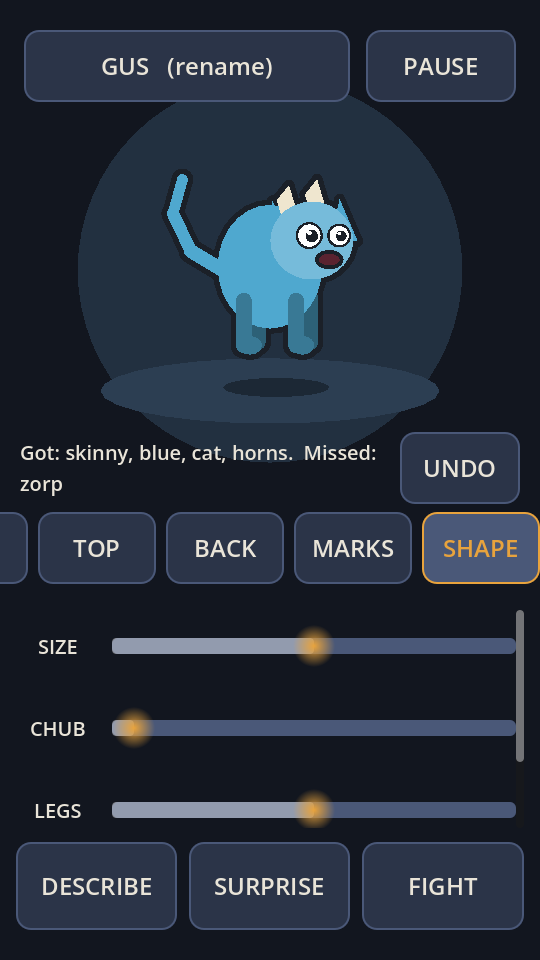 GUS (rename)
PAUSE
Got: skinny, blue, cat, horns. Missed:
zorp
UNDO
TOP
BACK
MARKS
SHAPE
SIZE
CHUB
LEGS
DESCRIBE
SURPRISE
FIGHT